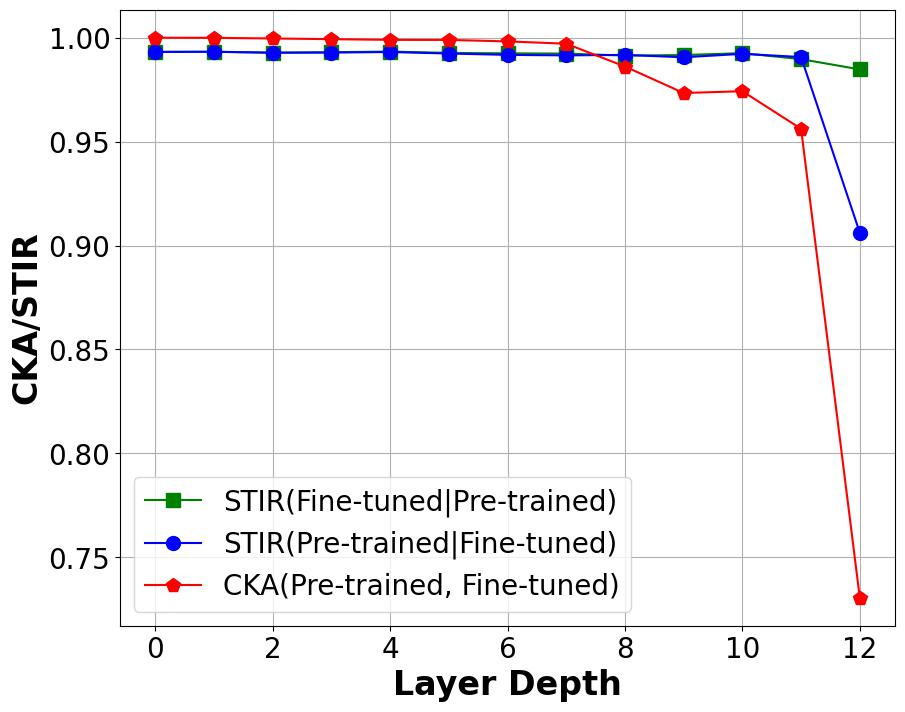 1.00
0.95
0.90
0.85
0.80
0.75
CKA/STIR
STIR(Fine-tuned|Pre-trained)
STIR(Pre-trained|Fine-tuned)
CKA(Pre-trained, Fine-tuned)
0 2 4 6 8 10 12
Layer Depth